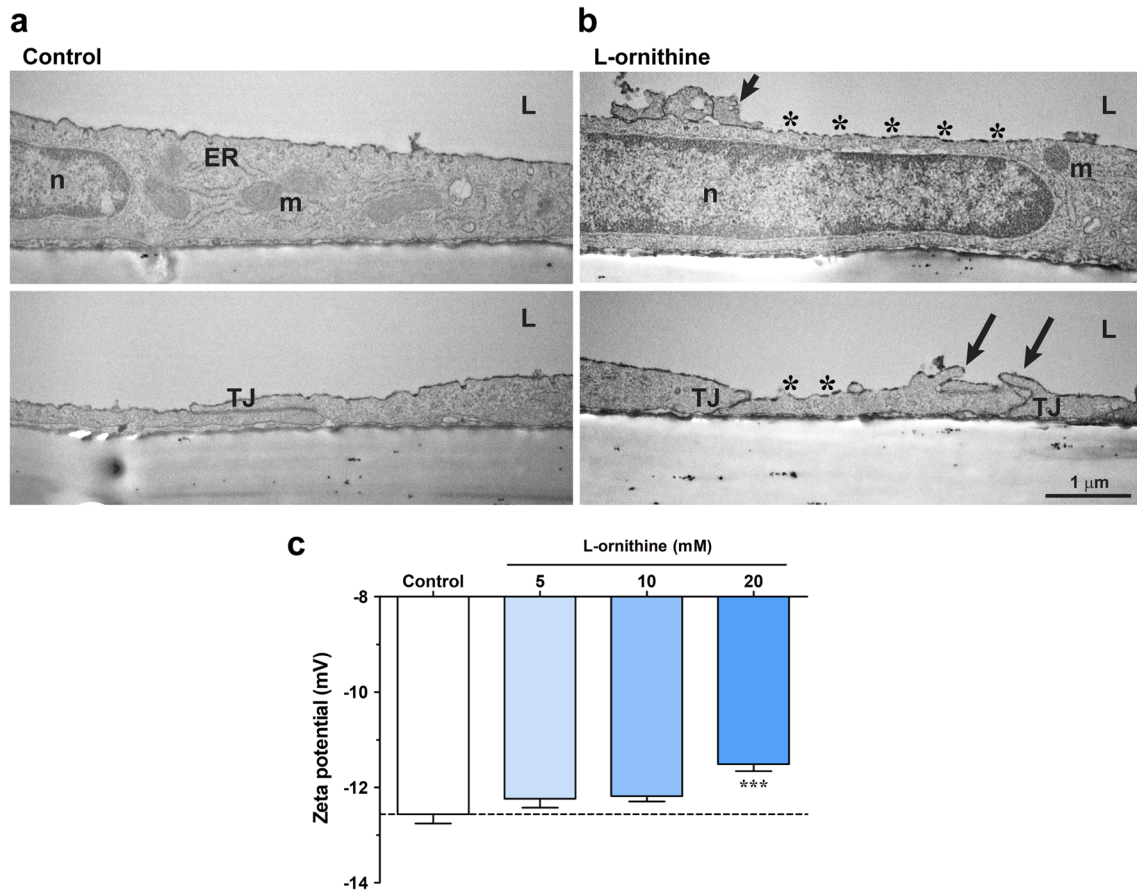 a
Control
L
ER
n
m
L
TJ
b
L-ornithine
L
* * * * *
m
n
L
* *
TJ
TJ
1 µm
c
L-ornithine (mM)
Control 5 10 20
-8
-10
-12
-14
Zeta potential (mV)
***